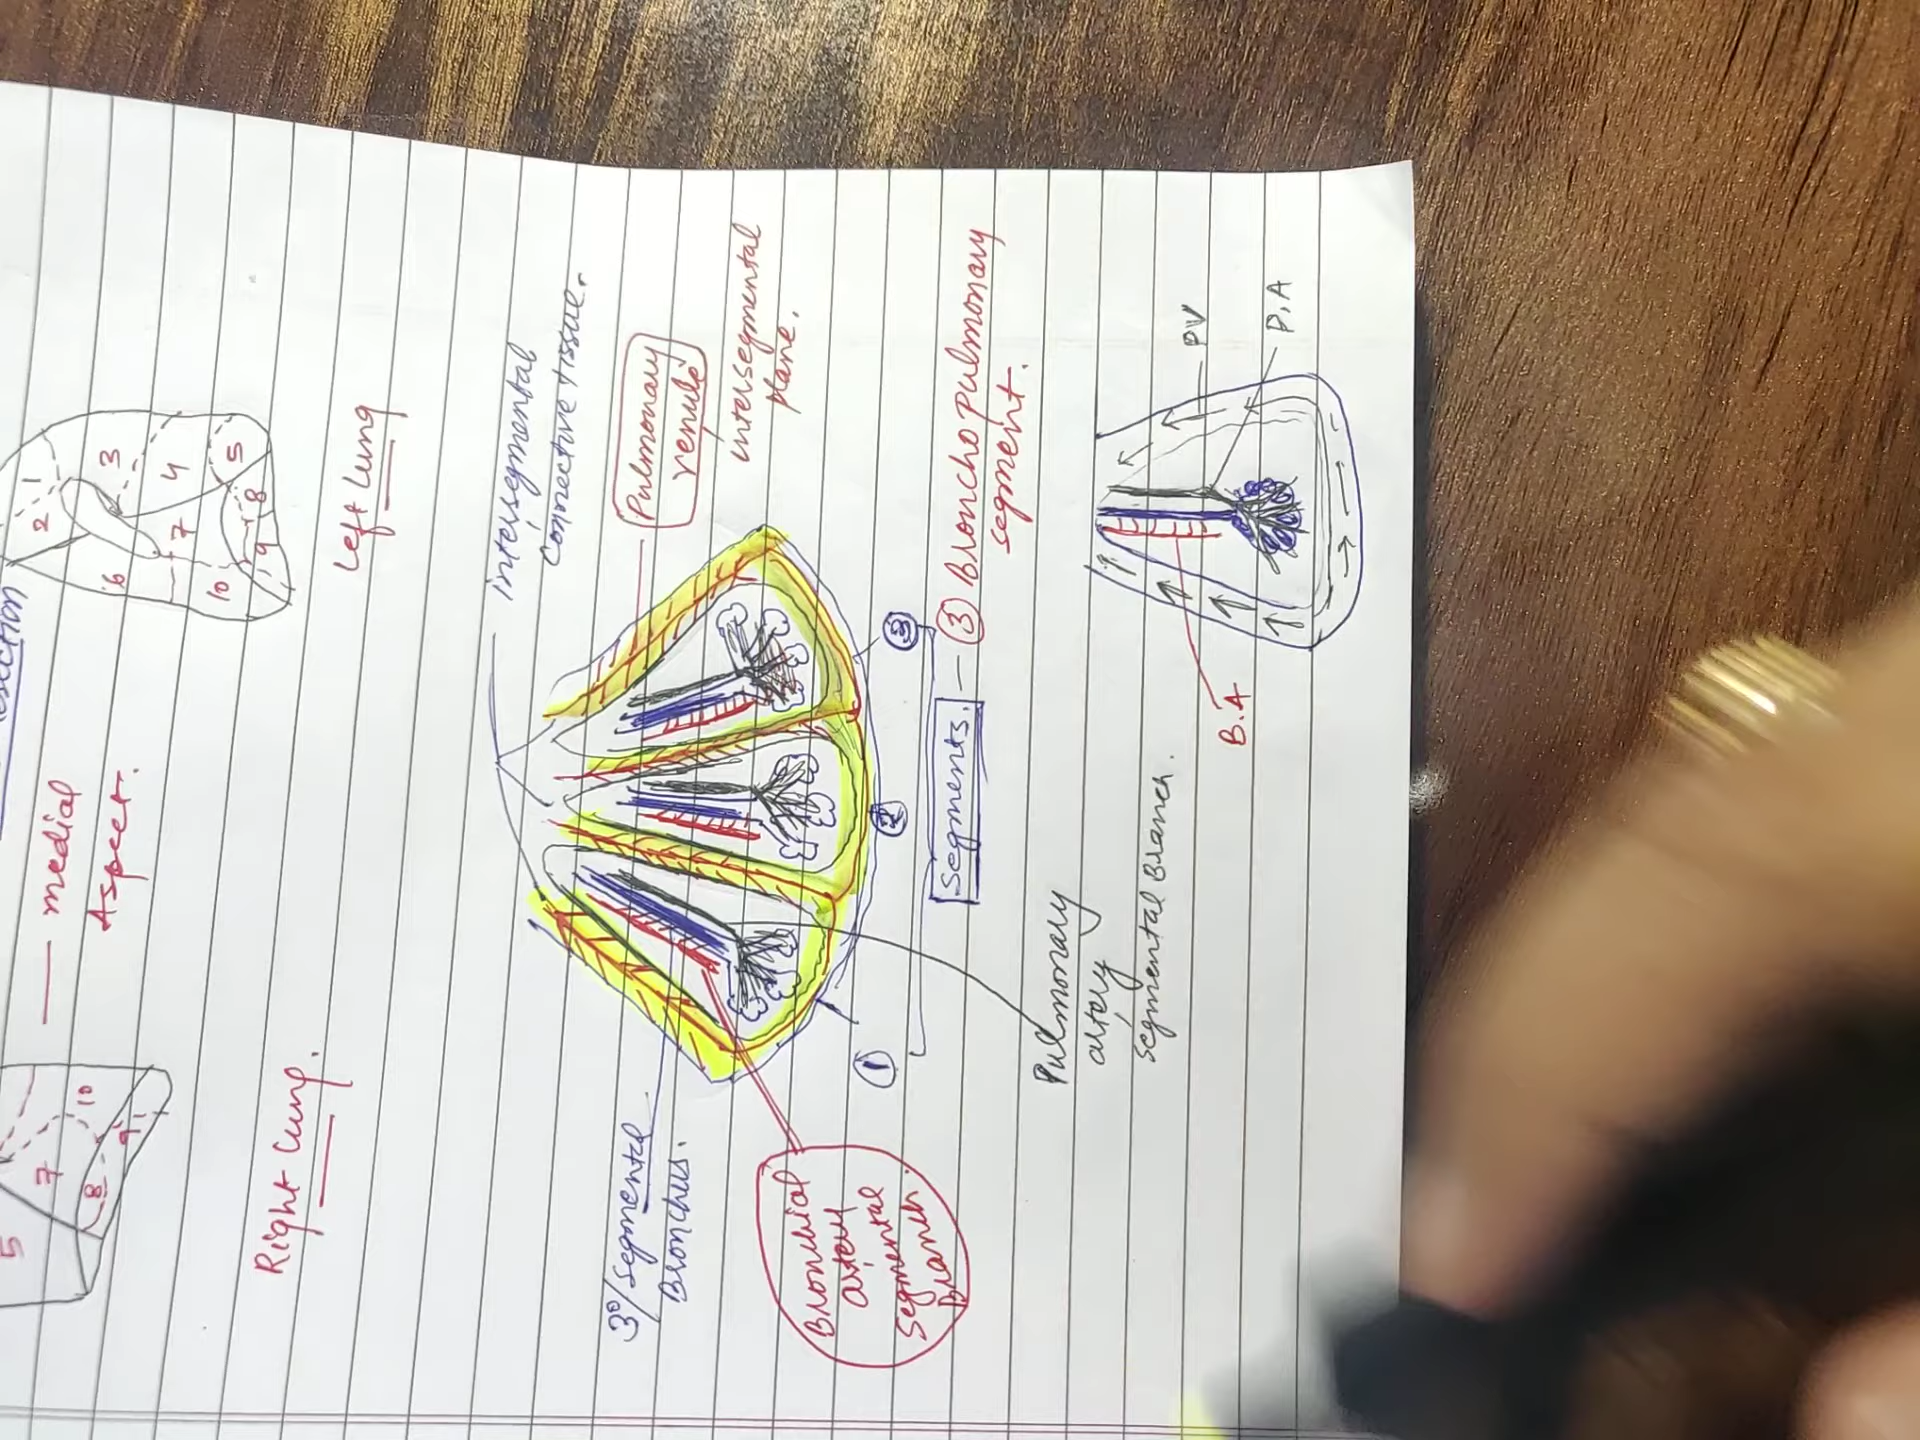 section
medial
Aspect.
1
2
3
4
5
6
7
8
9
10
Left Lung
5
7
8
9
10
Right Lung.
intersegmental
connective tissue.
Pulmonary
venule
intersegmental
plane.
3°/segmental
Bronchus.
Bronchial
artery
segmental
Branch.
1
2
3
Segments.
3 Bronchopulmonary
segment.
Pulmonary
artery
segmental Branch.
PV
P.A
B.A